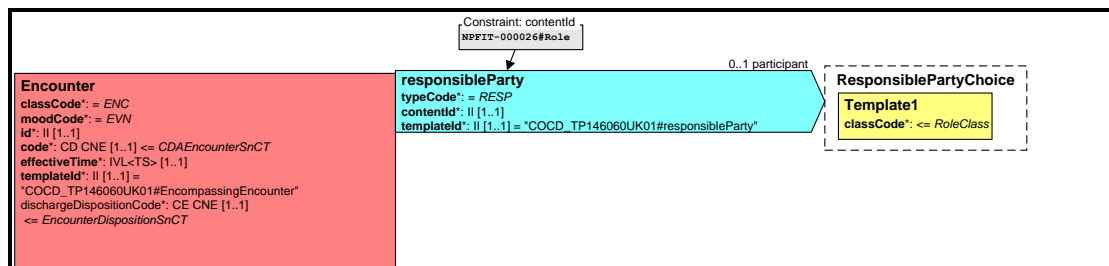 Constraint: contentId
NPFIT-000026#Role
Encounter
classCode*: = ENC
moodCode*: = EVN
id*: II [1..1]
code*: CD CNE [1..1] <= CDAEncounterSnCT
effectiveTime*: IVL<TS> [1..1]
templateId*: II [1..1] =
"COCD_TP146060UK01#EncompassingEncounter"
dischargeDispositionCode*: CE CNE [1..1]
<= EncounterDispositionSnCT
responsibleParty
typeCode*: = RESP
contentId*: II [1..1]
templateId*: II [1..1] = "COCD_TP146060UK01#responsibleParty"
0..1 participant
ResponsiblePartyChoice
Template1
classCode*: <= RoleClass